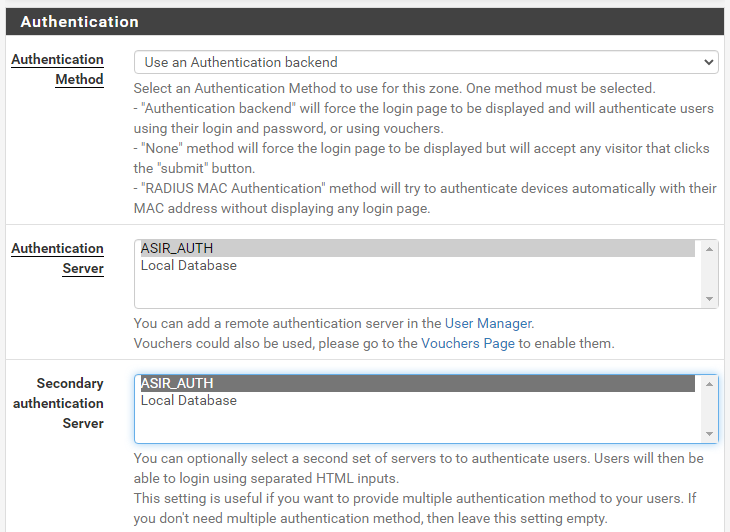 Authentication
Authentication Method
Use an Authentication backend
Select an Authentication Method to use for this zone. One method must be selected.
- "Authentication backend" will force the login page to be displayed and will authenticate users
using their login and password, or using vouchers.
- "None" method will force the login page to be displayed but will accept any visitor that clicks
the "submit" button.
- "RADIUS MAC Authentication" method will try to authenticate devices automatically with their
MAC address without displaying any login page.
Authentication
Server
ASIR_AUTH
Local Database
You can add a remote authentication server in the User Manager.
Vouchers could also be used, please go to the Vouchers Page to enable them.
Secondary
authentication
Server
ASIR_AUTH
Local Database
You can optionally select a second set of servers to to authenticate users. Users will then be
able to login using separated HTML inputs.
This setting is useful if you want to provide multiple authentication method to your users. If
you don't need multiple authentication method, then leave this setting empty.